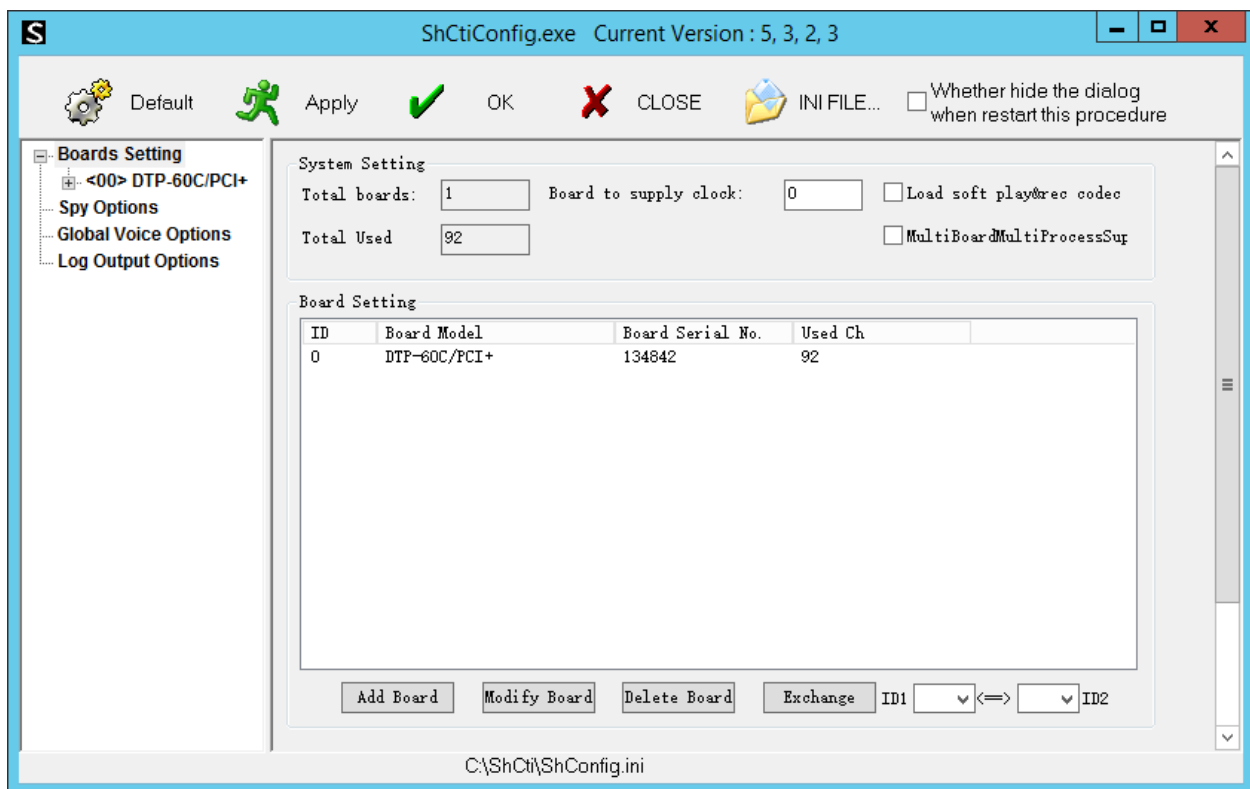 S ShCtiConfig.exe Current Version : 5, 3, 2, 3
Default Apply OK CLOSE INI FILE... Whether hide the dialog
when restart this procedure
Boards Setting
<00> DTP-60C/PCI+
Spy Options
Global Voice Options
Log Output Options
System Setting
Total boards: 1 Board to supply clock: 0 Load soft play&rec codec
Total Used 92 MultiBoardMultiProcessSup
Board Setting
ID Board Model Board Serial No. Used Ch
0 DTP-60C/PCI+ 134842 92
Add Board Modify Board Delete Board Exchange ID1 <=> ID2
C:\ShCti\ShConfig.ini